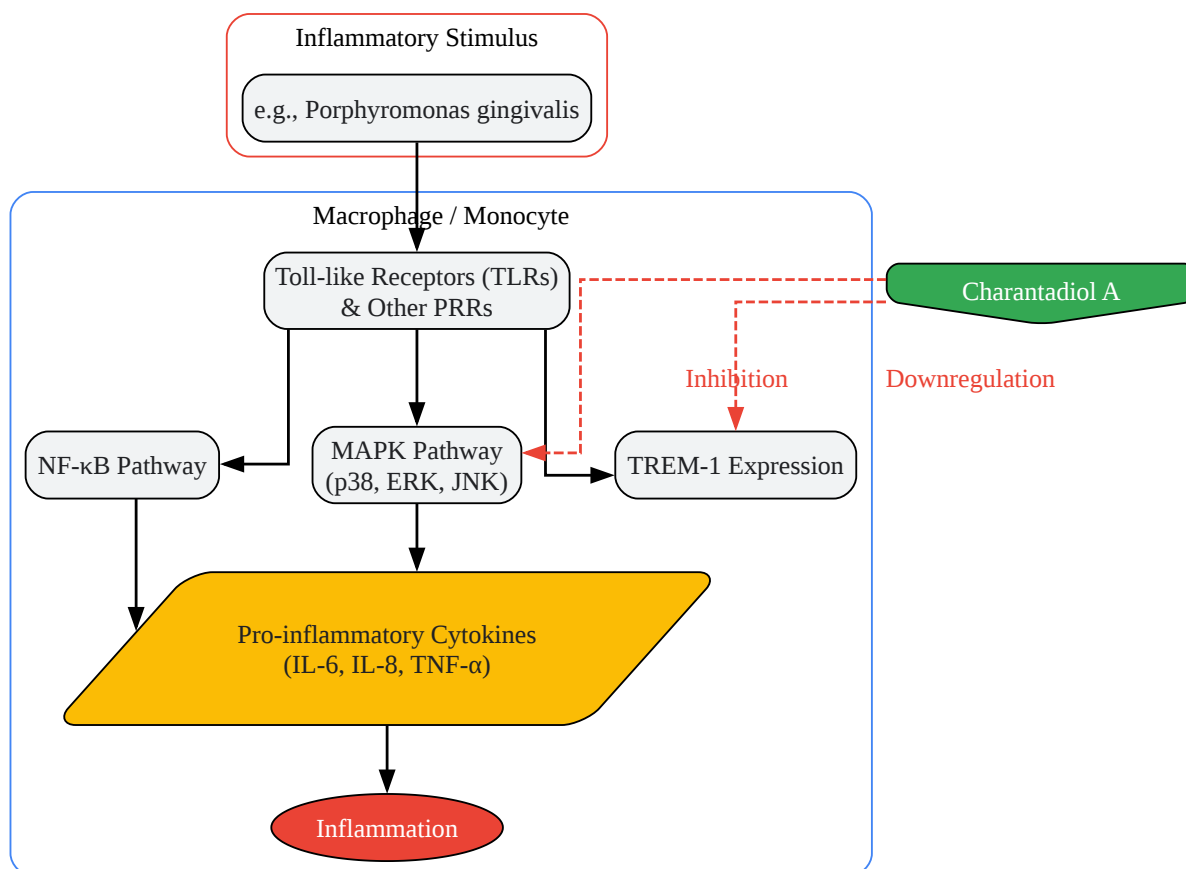 Inflammatory Stimulus
e.g., Porphyromonas gingivalis
Macrophage / Monocyte
Toll-like Receptors (TLRs)
& Other PRRs
Charantadiol A
Inhibition
Downregulation
NF-κB Pathway
MAPK Pathway
(p38, ERK, JNK)
TREM-1 Expression
Pro-inflammatory Cytokines
(IL-6, IL-8, TNF-α)
Inflammation